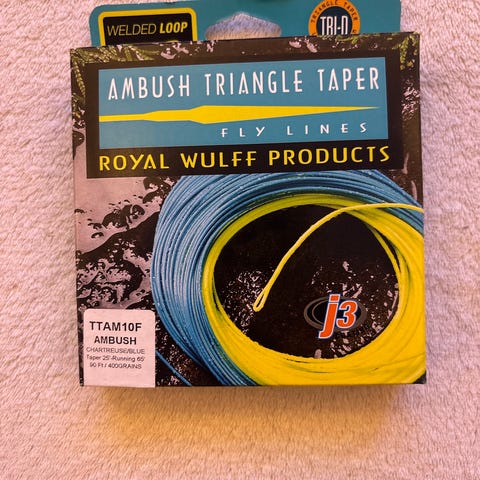 WELDED LOOP
TRIANGLE TAPER
TRI-D
AMBUSH TRIANGLE TAPER
FLY LINES
ROYAL WULFF PRODUCTS
j3
TTAM10F
AMBUSH
CHARTREUSE/BLUE
Taper 25'-Running 65'
90 Ft / 400GRAINS